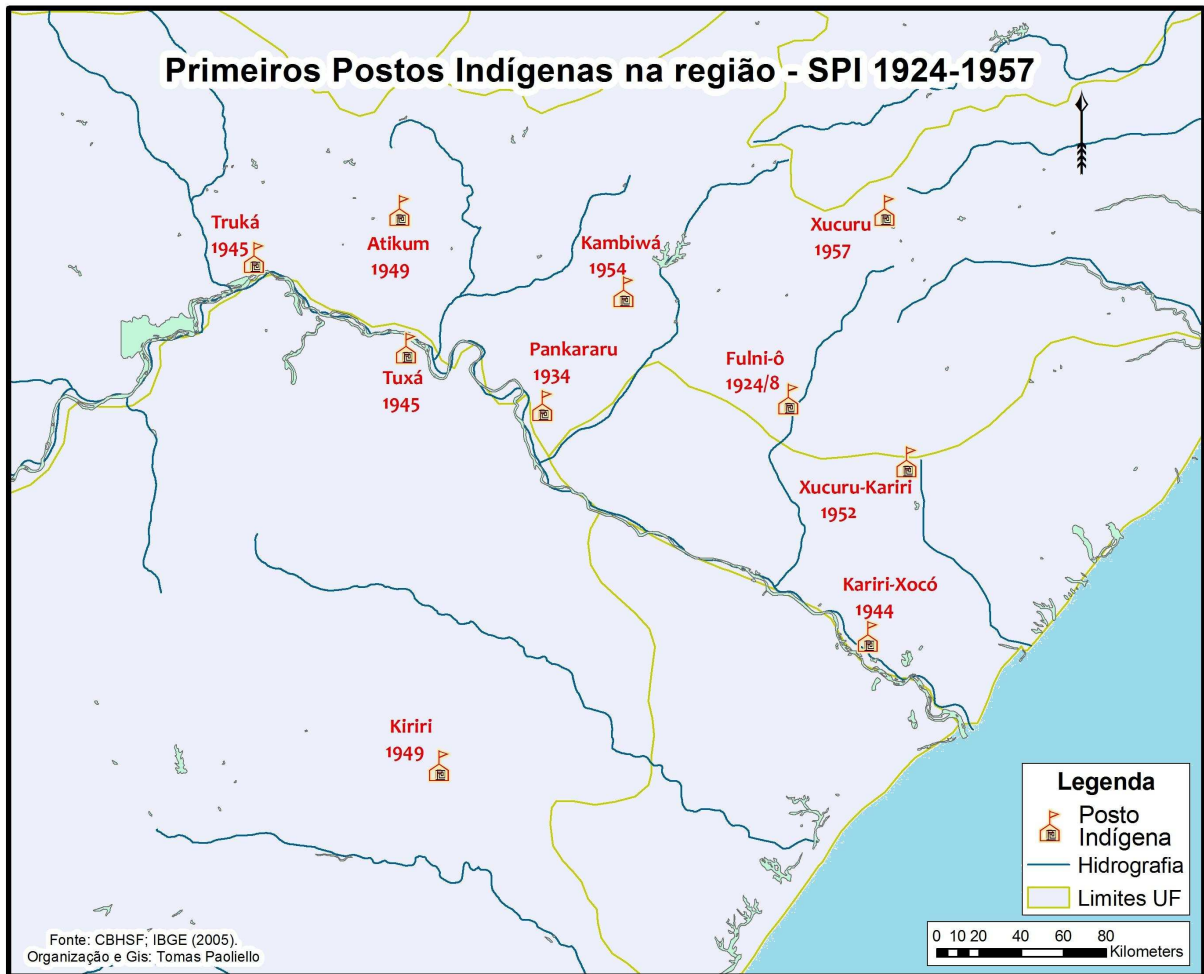 Primeiros Postos Indígenas na região - SPI 1924-1957
Truká
1945
Atikum
1949
Kambiwá
1954
Xucuru
1957
Tuxá
1945
Pankararu
1934
Fulni-ô
1924/8
Xucuru-Kariri
1952
Kariri-Xocó
1944
Kiriri
1949
Legenda
Posto
Indígena
Hidrografia
Limites UF
0 10 20 40 60 80
Kilometers
Fonte: CBHSF; IBGE (2005).
Organização e Gis: Tomas Paoliello